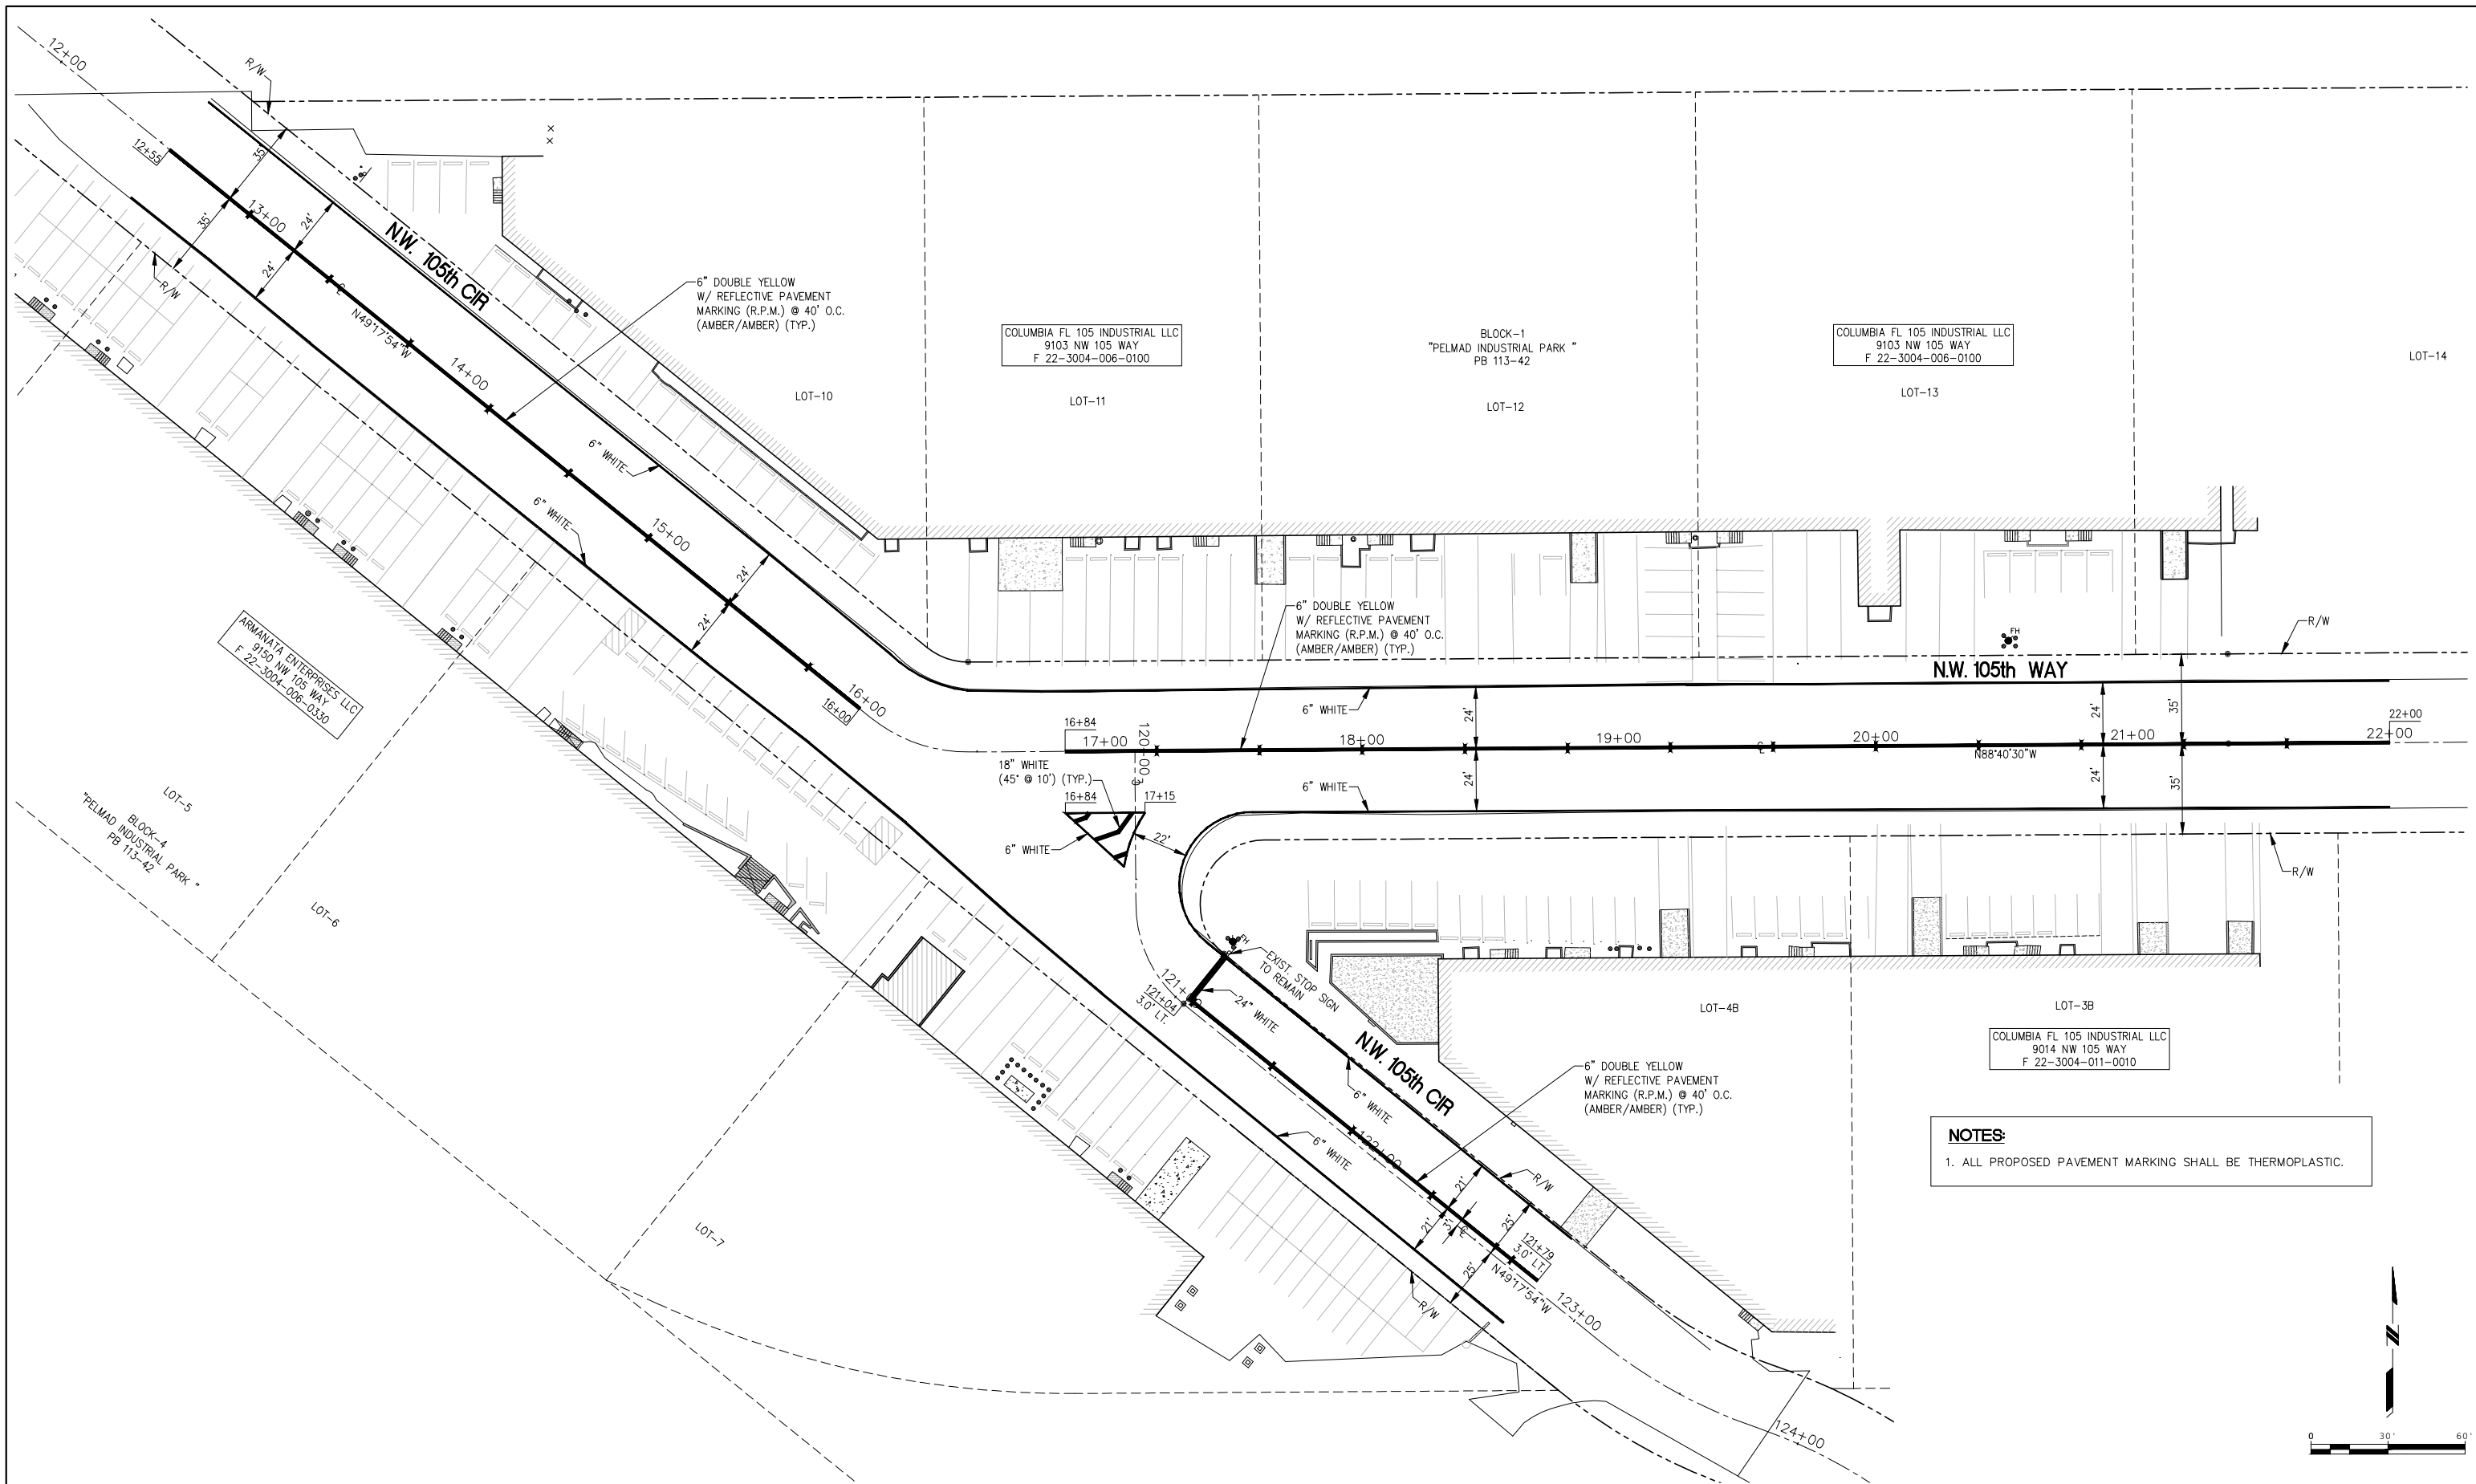 12+00
R/W
12+55
35'
35'
13+00
24'
24'
R/W
N.W. 105th CIR
N49°17'54"W
6" DOUBLE YELLOW
W/ REFLECTIVE PAVEMENT
MARKING (R.P.M.) @ 40' O.C.
(AMBER/AMBER) (TYP.)
14+00
6" WHITE
6" WHITE
15+00
24'
24'
16+00
16+00
LOT-10
COLUMBIA FL 105 INDUSTRIAL LLC
9103 NW 105 WAY
F 22-3004-006-0100
LOT-11
BLOCK-1
"PELMAD INDUSTRIAL PARK "
PB 113-42
LOT-12
COLUMBIA FL 105 INDUSTRIAL LLC
9103 NW 105 WAY
F 22-3004-006-0100
LOT-13
LOT-14
6" DOUBLE YELLOW
W/ REFLECTIVE PAVEMENT
MARKING (R.P.M.) @ 40' O.C.
(AMBER/AMBER) (TYP.)
FH
R/W
N.W. 105th WAY
6" WHITE
24'
24'
35'
16+84
17+00
120+00
18+00
19+00
20+00
21+00
22+00
22+00
N88°40'30"W
18" WHITE
(45° @ 10') (TYP.)
16+84
17+15
6" WHITE
24'
24'
35'
22'
6" WHITE
R/W
ARMANATA ENTERPRISES LLC
9150 NW 105 WAY
F 22-3004-006-0330
LOT-5
BLOCK-4
"PELMAD INDUSTRIAL PARK "
PB 113-42
LOT-6
LOT-7
FH
EXIST. STOP SIGN
TO REMAIN
121+
121+04
3.0' LT.
24" WHITE
N.W. 105th CIR
6" WHITE
6" WHITE
122+00
6" DOUBLE YELLOW
W/ REFLECTIVE PAVEMENT
MARKING (R.P.M.) @ 40' O.C.
(AMBER/AMBER) (TYP.)
R/W
21'
21'
3'
25'
25'
121+79
3.0' LT.
N49°17'54"W
R/W
123+00
124+00
LOT-4B
LOT-3B
COLUMBIA FL 105 INDUSTRIAL LLC
9014 NW 105 WAY
F 22-3004-011-0010
NOTES:
1. ALL PROPOSED PAVEMENT MARKING SHALL BE THERMOPLASTIC.
N
0 30' 60'